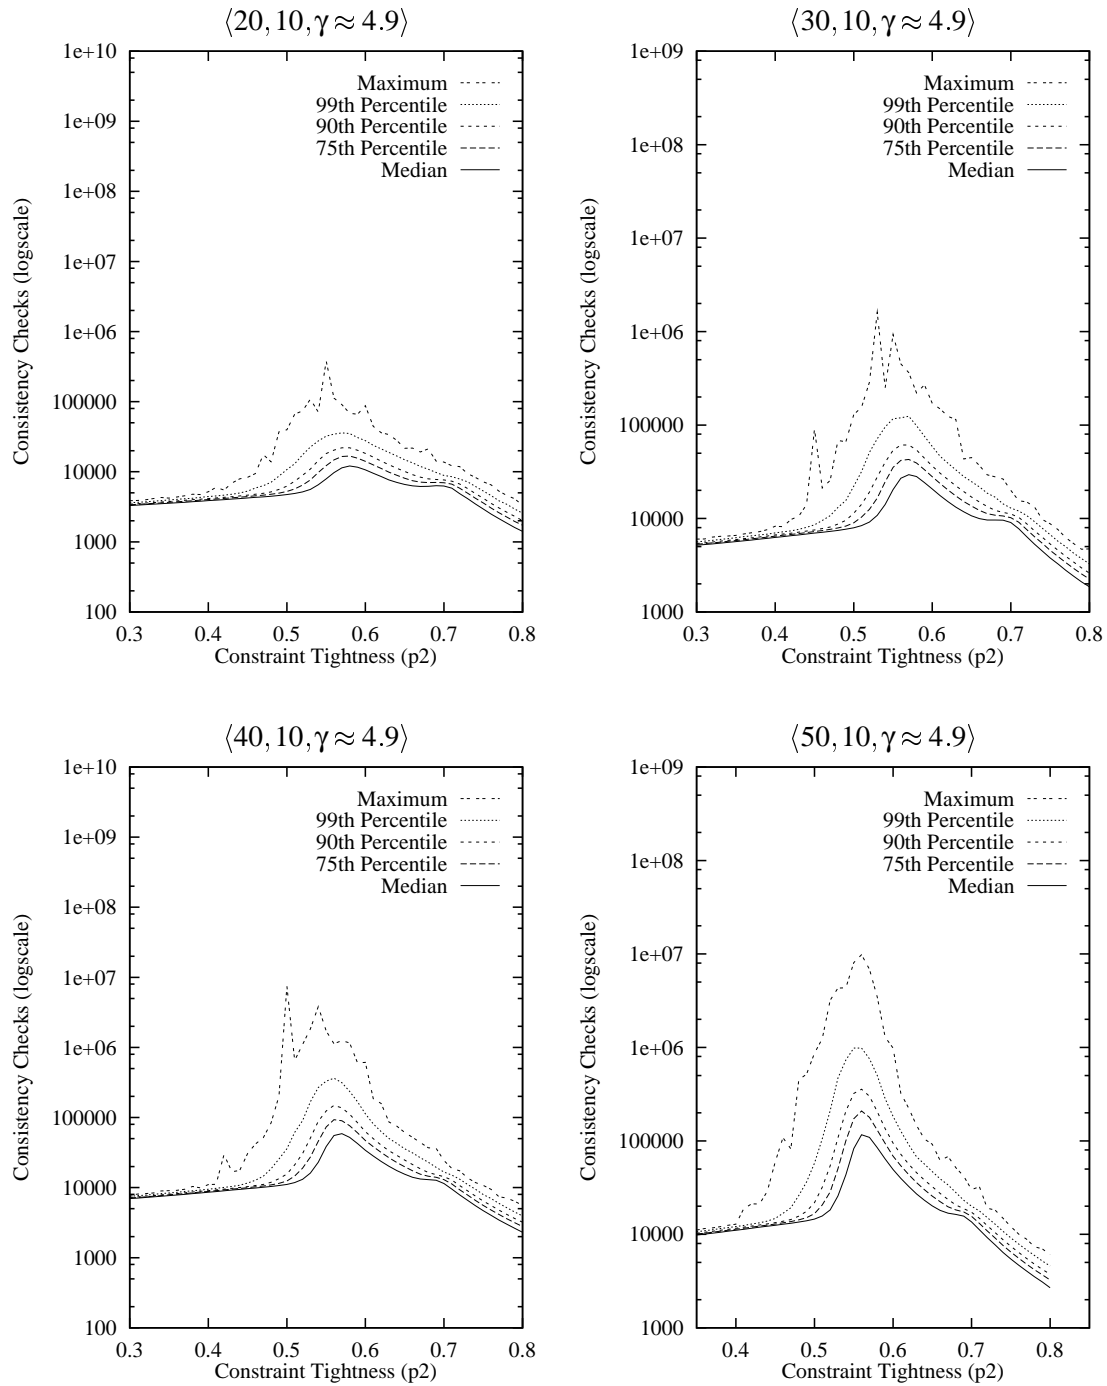 ⟨20, 10, γ ≈ 4.9⟩
1e+10
1e+09
1e+08
1e+07
1e+06
100000
10000
1000
100
Consistency Checks (logscale)
Maximum
99th Percentile
90th Percentile
75th Percentile
Median
0.3 0.4 0.5 0.6 0.7 0.8
Constraint Tightness (p2)
⟨30, 10, γ ≈ 4.9⟩
1e+09
1e+08
1e+07
1e+06
100000
10000
1000
Consistency Checks (logscale)
Maximum
99th Percentile
90th Percentile
75th Percentile
Median
0.3 0.4 0.5 0.6 0.7 0.8
Constraint Tightness (p2)
⟨40, 10, γ ≈ 4.9⟩
1e+10
1e+09
1e+08
1e+07
1e+06
100000
10000
1000
100
Consistency Checks (logscale)
Maximum
99th Percentile
90th Percentile
75th Percentile
Median
0.3 0.4 0.5 0.6 0.7 0.8
Constraint Tightness (p2)
⟨50, 10, γ ≈ 4.9⟩
1e+09
1e+08
1e+07
1e+06
100000
10000
1000
Consistency Checks (logscale)
Maximum
99th Percentile
90th Percentile
75th Percentile
Median
0.4 0.5 0.6 0.7 0.8
Constraint Tightness (p2)